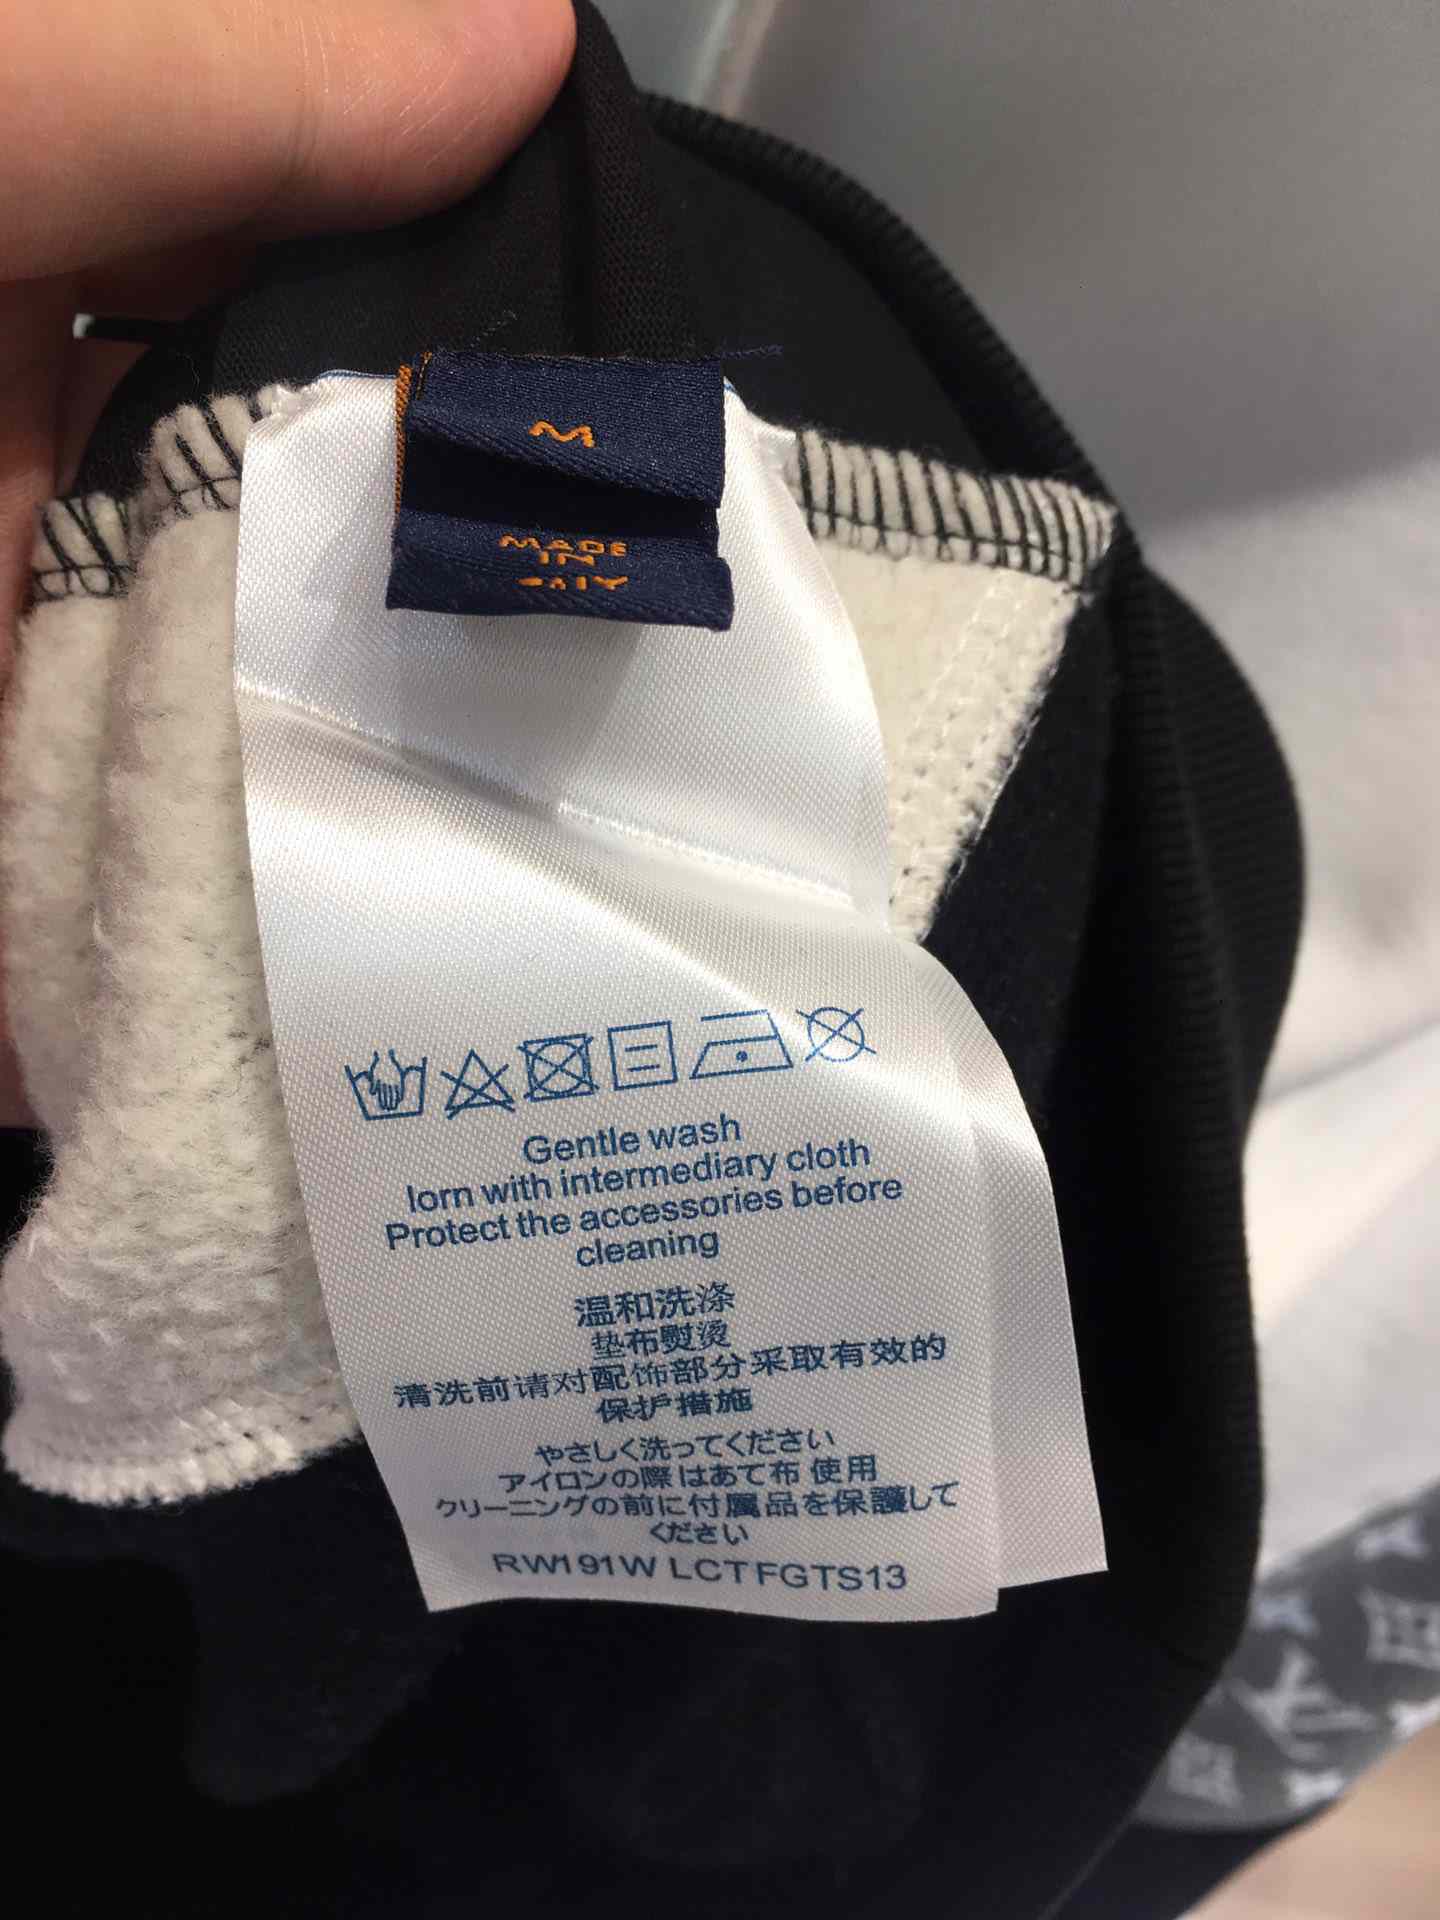 M
MADE
IN
ITALY
Gentle wash
Iorn with intermediary cloth
Protect the accessories before
cleaning
温和洗涤
垫布熨烫
清洗前请对配饰部分采取有效的
保护措施
やさしく洗ってください
アイロンの際はあて布 使用
クリーニングの前に付属品を保護して
ください
RW191W LCTFGTS13